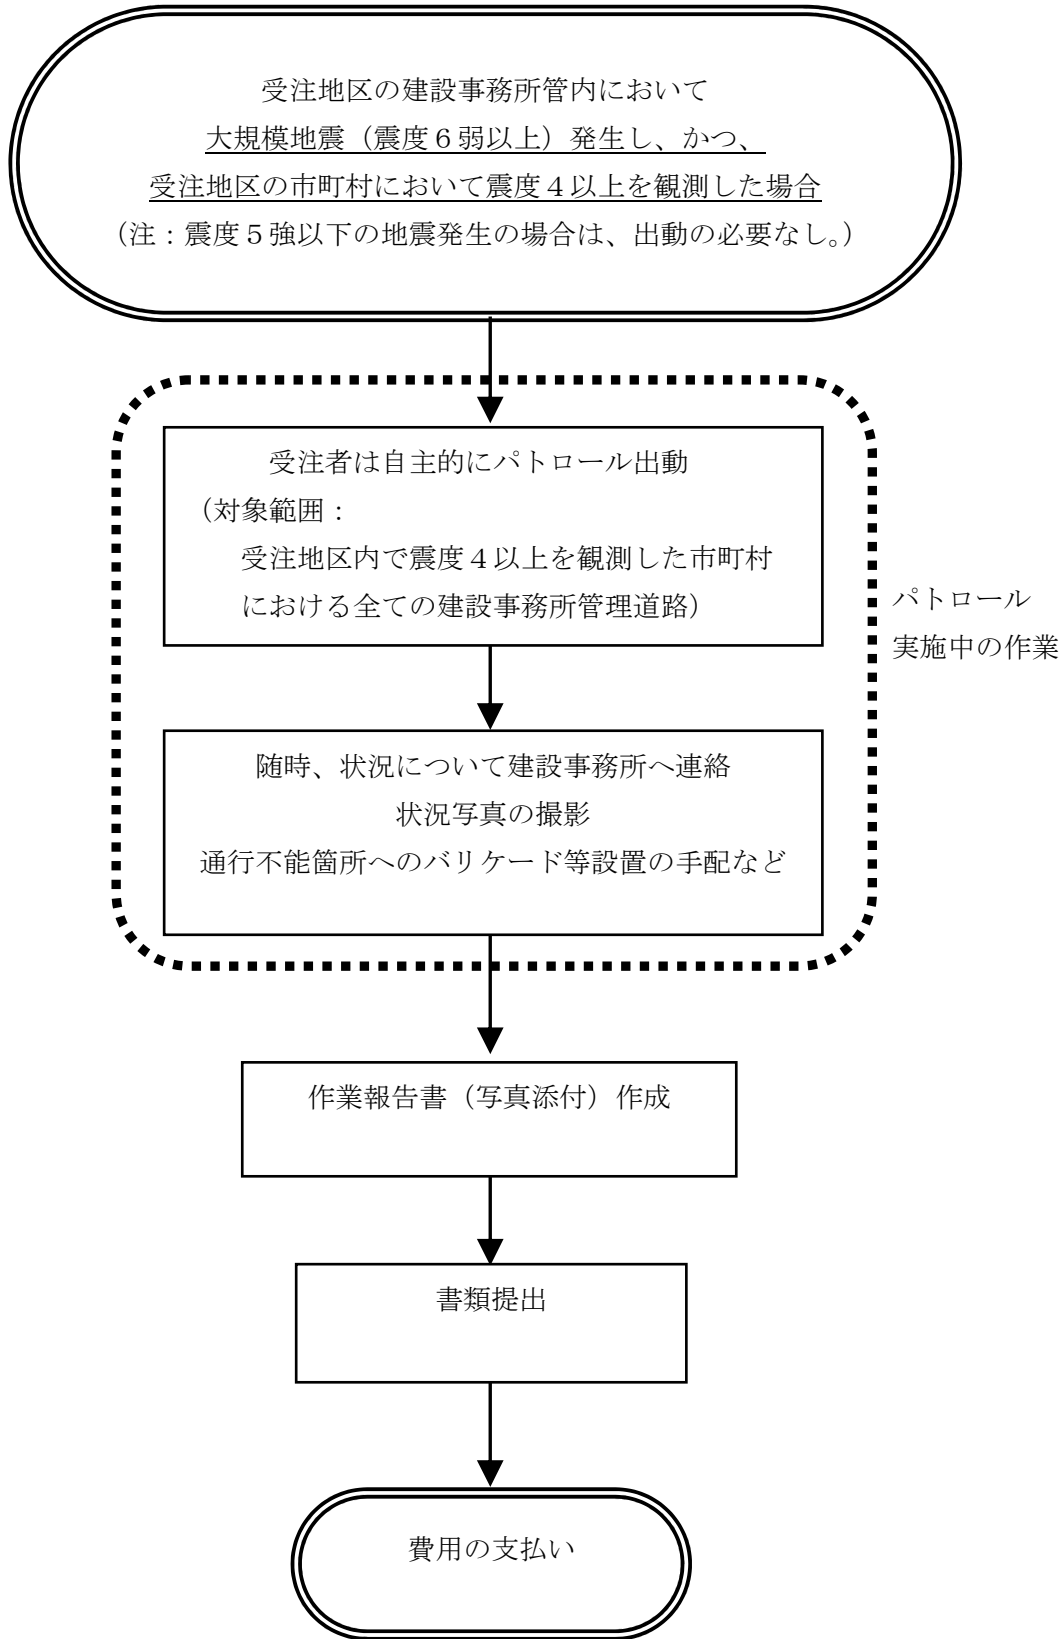 受注地区の建設事務所管内において
大規模地震（震度６弱以上）発生し、かつ、
受注地区の市町村において震度４以上を観測した場合
（注：震度５強以下の地震発生の場合は、出動の必要なし。）
受注者は自主的にパトロール出動
（対象範囲：
受注地区内で震度４以上を観測した市町村
における全ての建設事務所管理道路）
パトロール
実施中の作業
随時、状況について建設事務所へ連絡
状況写真の撮影
通行不能箇所へのバリケード等設置の手配など
作業報告書（写真添付）作成
書類提出
費用の支払い